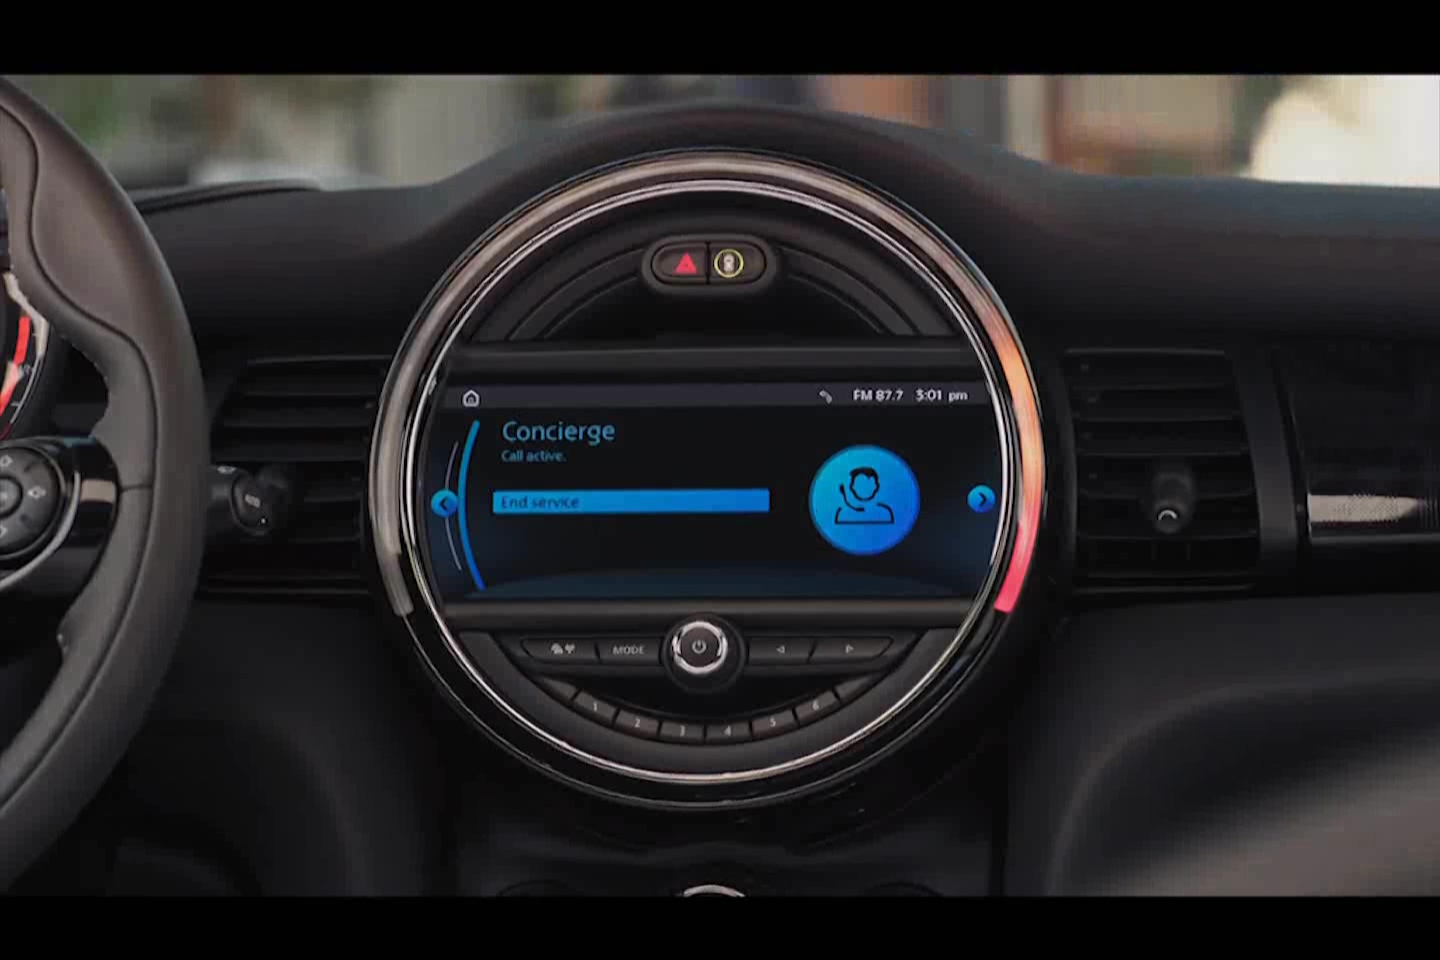 FM 87.7 3:01 pm
Concierge
Call active.
End service
MODE
1 2 3 4 5 6